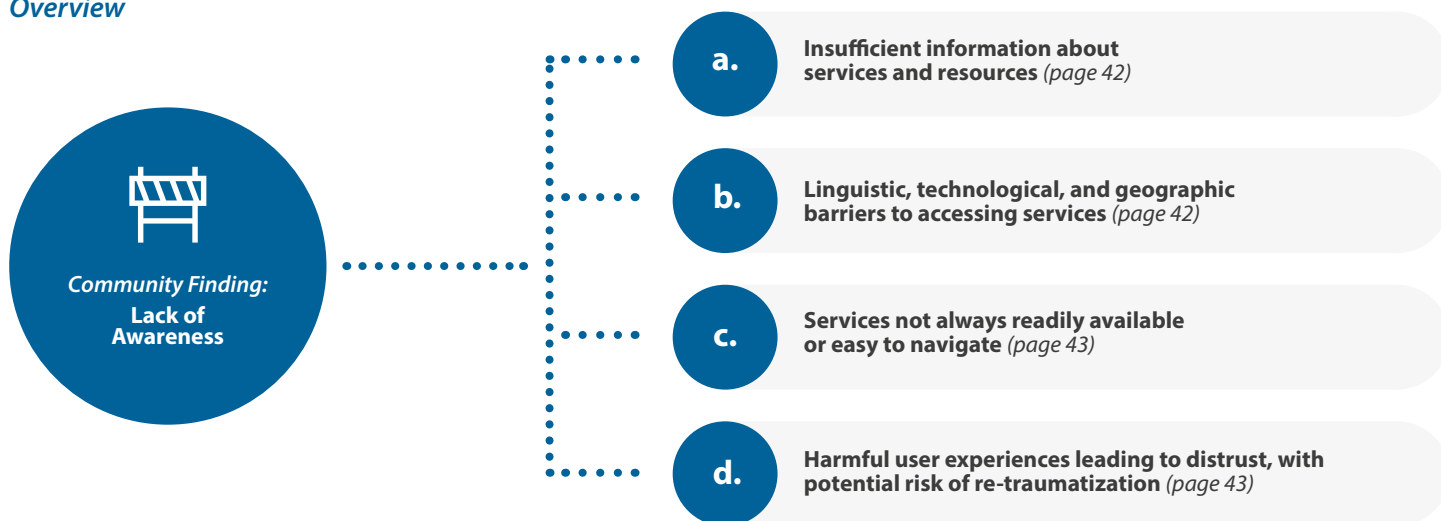 Overview
Community Finding:
Lack of
Awareness
a.
Insufficient information about
services and resources (page 42)
b.
Linguistic, technological, and geographic
barriers to accessing services (page 42)
c.
Services not always readily available
or easy to navigate (page 43)
d.
Harmful user experiences leading to distrust, with
potential risk of re-traumatization (page 43)